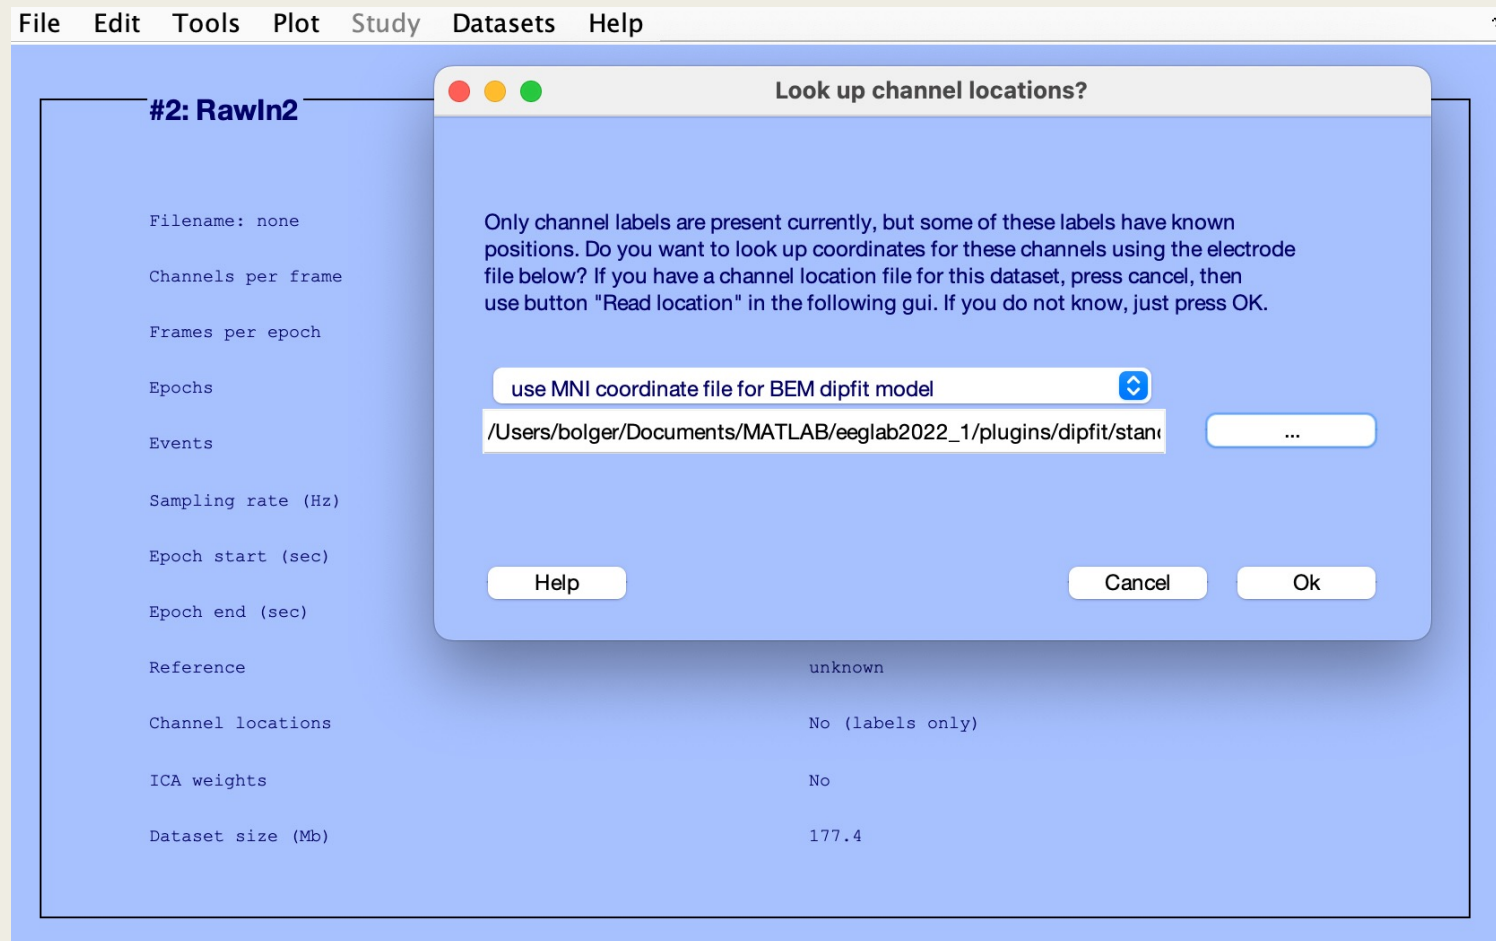 File Edit Tools Plot Study Datasets Help
Look up channel locations?
#2: RawIn2
Filename: none
Channels per frame
Frames per epoch
Epochs
Events
Sampling rate (Hz)
Epoch start (sec)
Epoch end (sec)
Reference unknown
Channel locations No (labels only)
ICA weights No
Dataset size (Mb) 177.4
Only channel labels are present currently, but some of these labels have known
positions. Do you want to look up coordinates for these channels using the electrode
file below? If you have a channel location file for this dataset, press cancel, then
use button "Read location" in the following gui. If you do not know, just press OK.
use MNI coordinate file for BEM dipfit model
/Users/bolger/Documents/MATLAB/eeglab2022_1/plugins/dipfit/stand
...
Help Cancel Ok